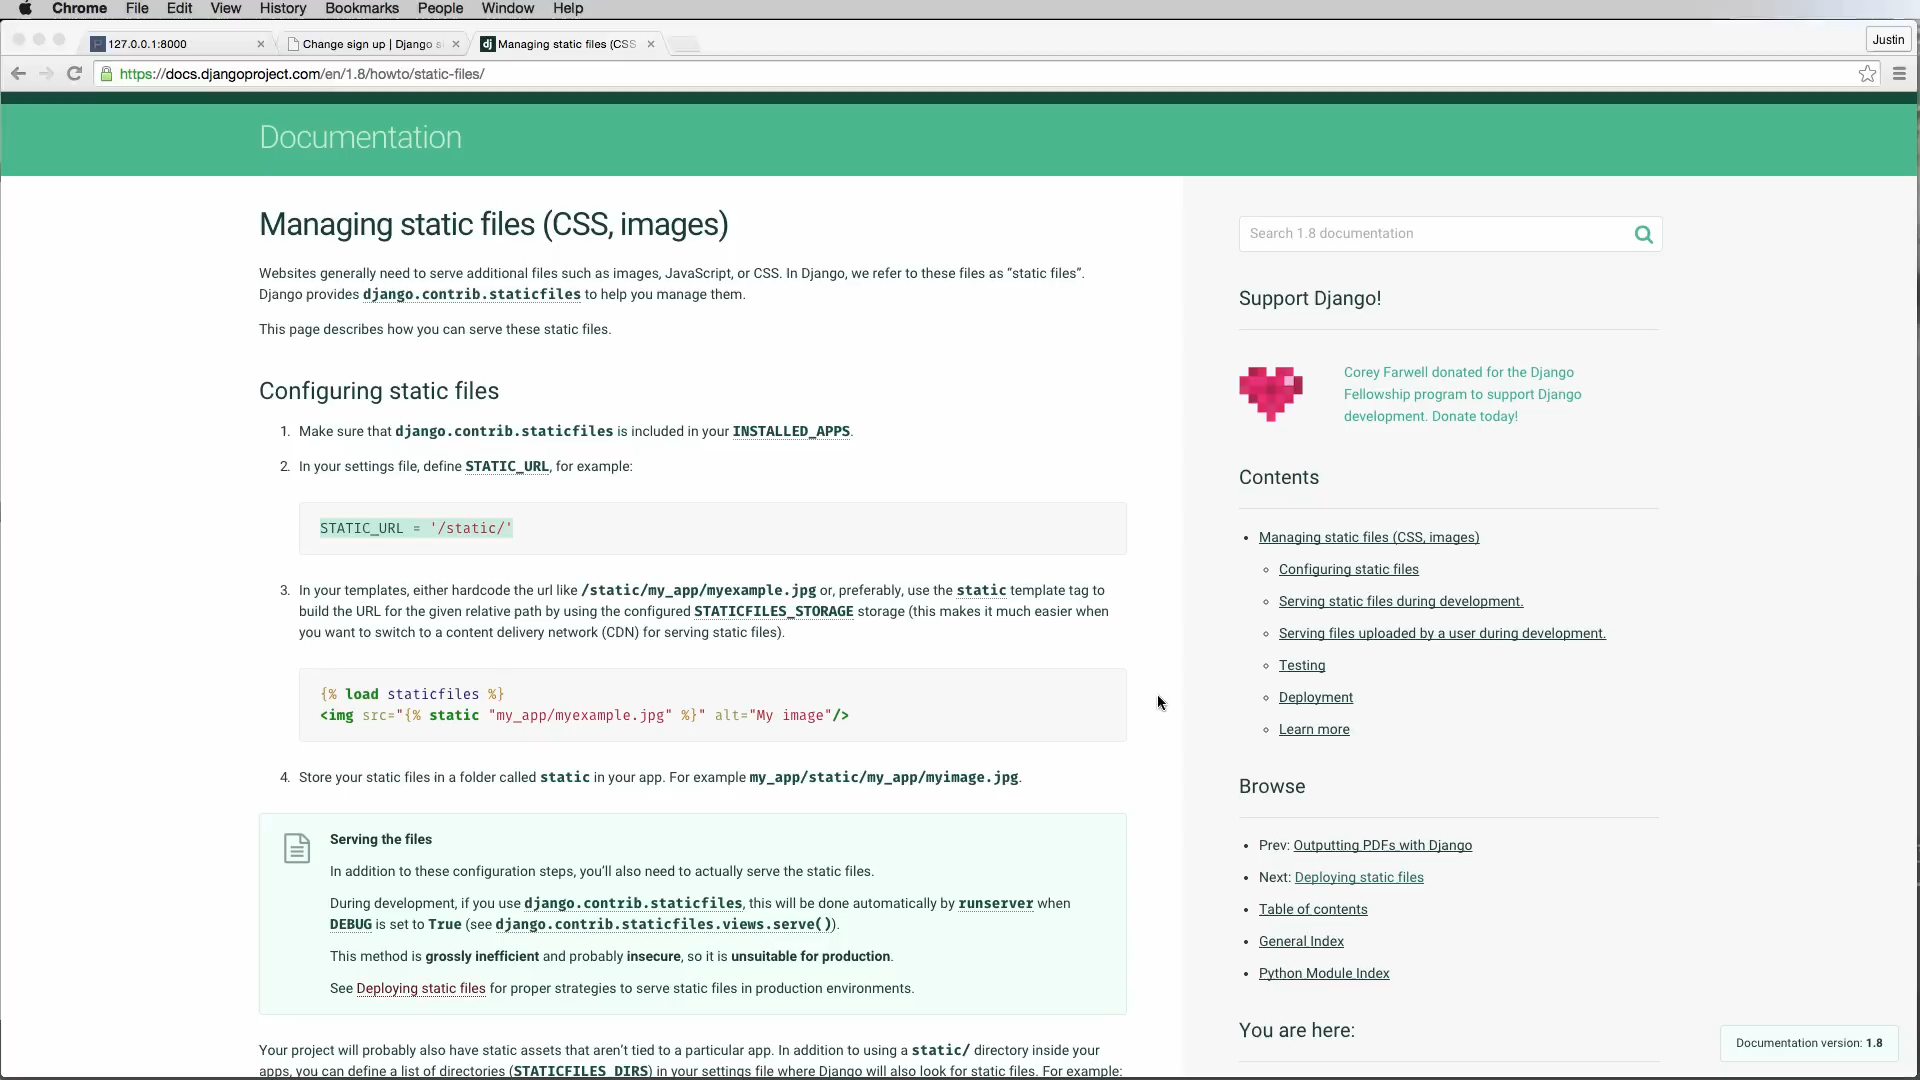 Chrome File Edit View History Bookmarks People Window Help
127.0.0.1:8000 Change sign up | Django s Managing static files (CSS Justin
https://docs.djangoproject.com/en/1.8/howto/static-files/
Documentation
Managing static files (CSS, images)
Websites generally need to serve additional files such as images, JavaScript, or CSS. In Django, we refer to these files as “static files”.
Django provides django.contrib.staticfiles to help you manage them.
This page describes how you can serve these static files.
Configuring static files
1. Make sure that django.contrib.staticfiles is included in your INSTALLED_APPS.
2. In your settings file, define STATIC_URL, for example:
STATIC_URL = '/static/'
3. In your templates, either hardcode the url like /static/my_app/myexample.jpg or, preferably, use the static template tag to
build the URL for the given relative path by using the configured STATICFILES_STORAGE storage (this makes it much easier when
you want to switch to a content delivery network (CDN) for serving static files).
{% load staticfiles %}
<img src="{% static "my_app/myexample.jpg" %}" alt="My image"/>
4. Store your static files in a folder called static in your app. For example my_app/static/my_app/myimage.jpg.
Serving the files
In addition to these configuration steps, you’ll also need to actually serve the static files.
During development, if you use django.contrib.staticfiles, this will be done automatically by runserver when
DEBUG is set to True (see django.contrib.staticfiles.views.serve()).
This method is grossly inefficient and probably insecure, so it is unsuitable for production.
See Deploying static files for proper strategies to serve static files in production environments.
Your project will probably also have static assets that aren’t tied to a particular app. In addition to using a static/ directory inside your
apps, you can define a list of directories (STATICFILES_DIRS) in your settings file where Django will also look for static files. For example:
Search 1.8 documentation
Support Django!
Corey Farwell donated for the Django
Fellowship program to support Django
development. Donate today!
Contents
Managing static files (CSS, images)
Configuring static files
Serving static files during development.
Serving files uploaded by a user during development.
Testing
Deployment
Learn more
Browse
Prev: Outputting PDFs with Django
Next: Deploying static files
Table of contents
General Index
Python Module Index
You are here:
Documentation version: 1.8